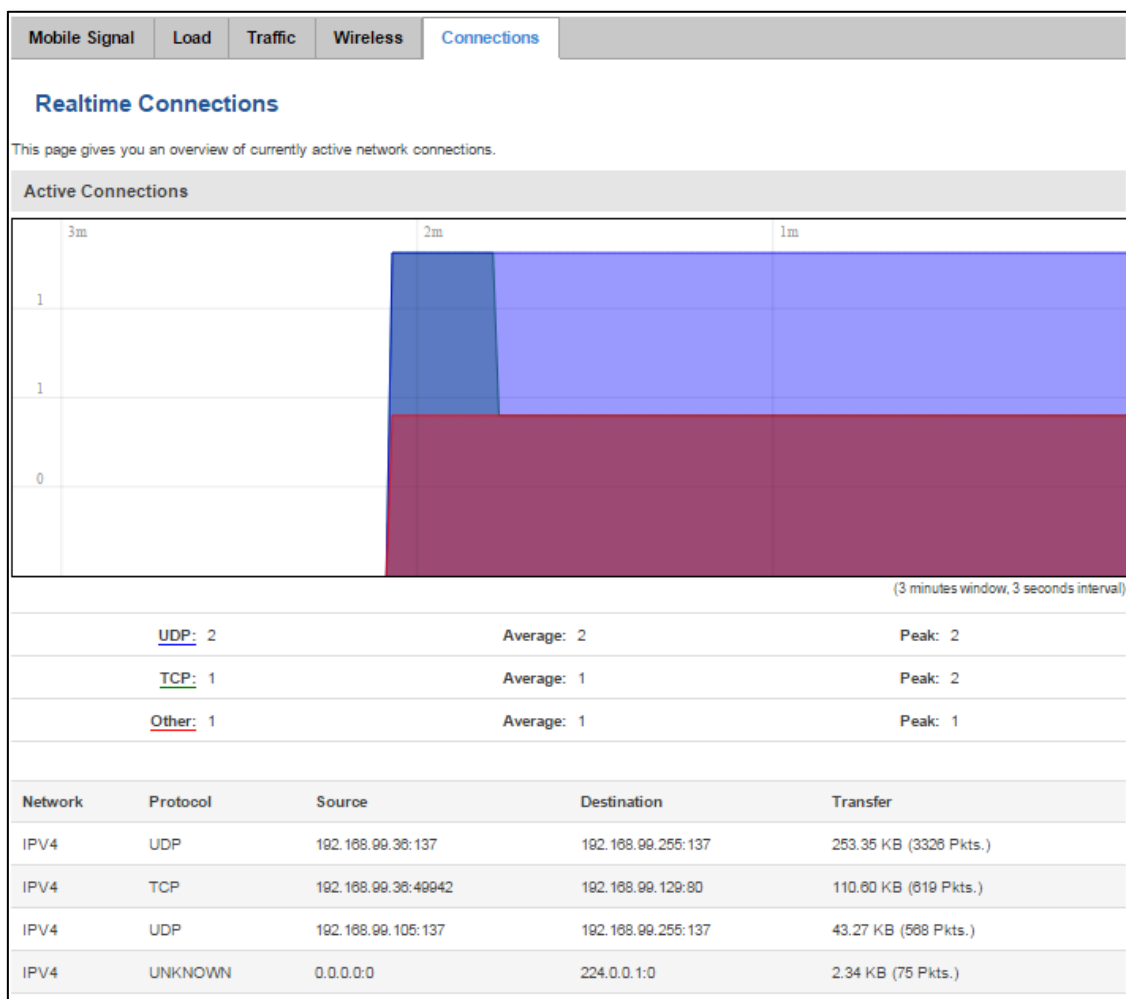 Mobile Signal Load Traffic Wireless Connections
Realtime Connections
This page gives you an overview of currently active network connections.
Active Connections
3m 2m 1m
1
1
0
(3 minutes window, 3 seconds interval)
UDP: 2 Average: 2 Peak: 2
TCP: 1 Average: 1 Peak: 2
Other: 1 Average: 1 Peak: 1
Network Protocol Source Destination Transfer
IPV4 UDP 192.168.99.36:137 192.168.99.255:137 253.35 KB (3326 Pkts.)
IPV4 TCP 192.168.99.36:49942 192.168.99.129:80 110.60 KB (619 Pkts.)
IPV4 UDP 192.168.99.105:137 192.168.99.255:137 43.27 KB (568 Pkts.)
IPV4 UNKNOWN 0.0.0.0:0 224.0.0.1:0 2.34 KB (75 Pkts.)